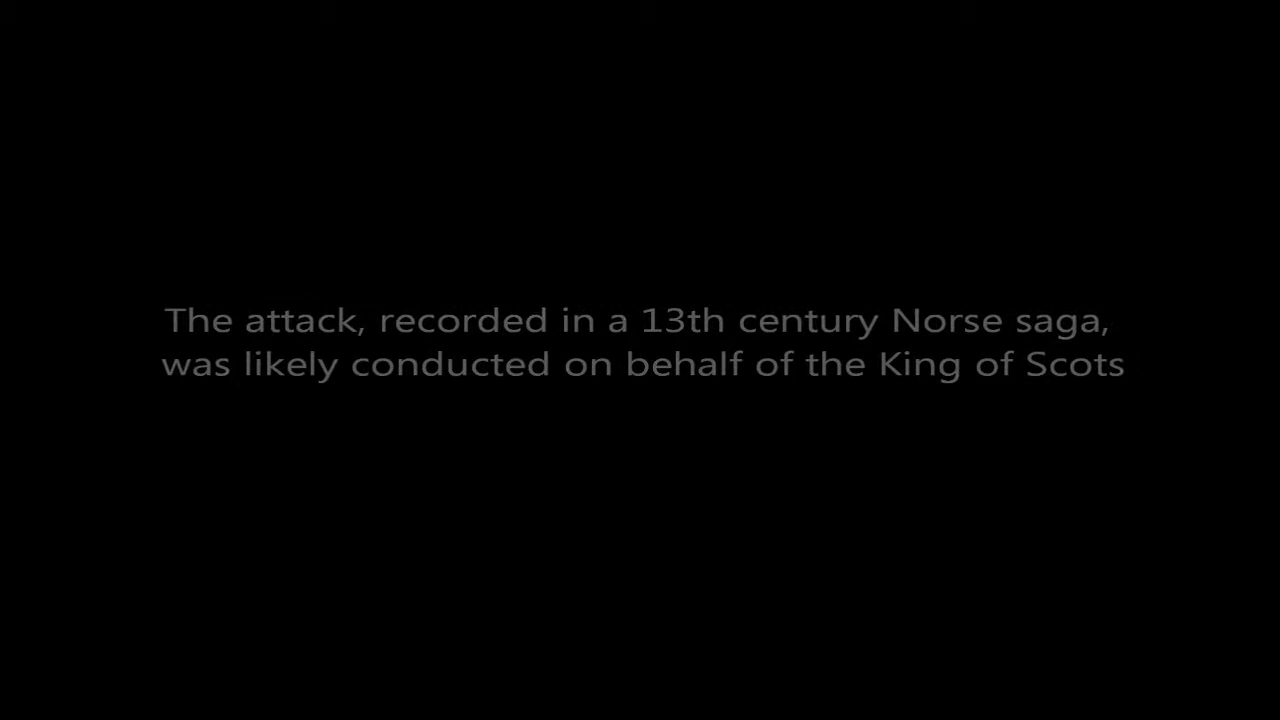 The attack, recorded in a 13th century Norse saga,
was likely conducted on behalf of the King of Scots